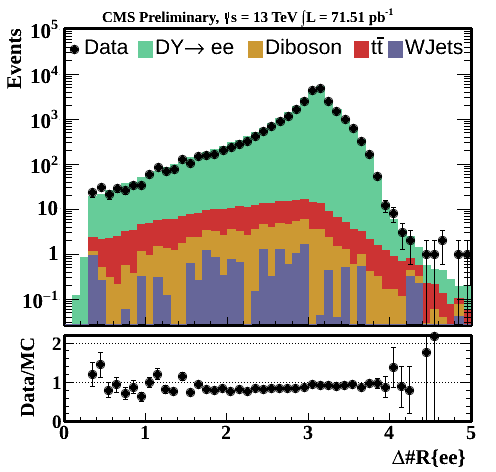 CMS Preliminary, √s = 13 TeV ∫L = 71.51 pb⁻¹
Events
Data DY→ ee Diboson tt̄ WJets
10⁵
10⁴
10³
10²
10
1
10⁻¹
Data/MC
2
1
0
0 1 2 3 4 5
Δ#R{ee}